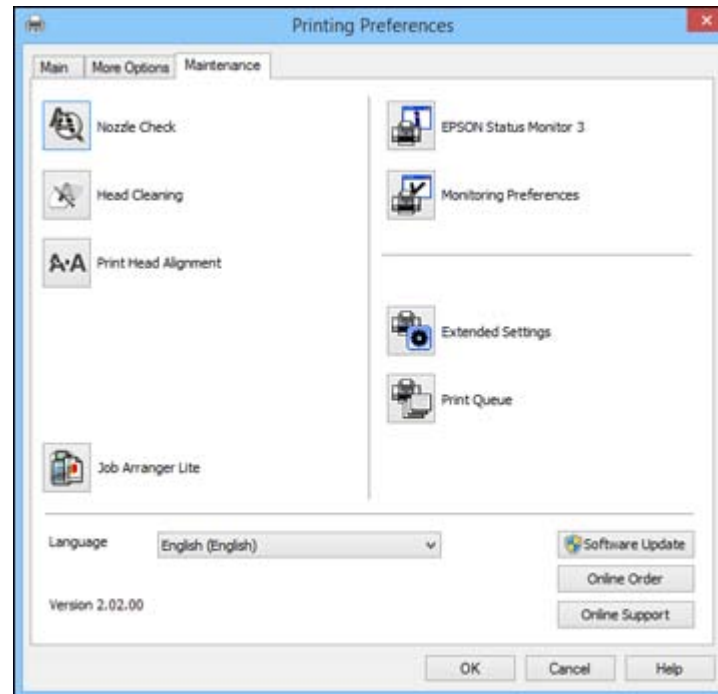 Printing Preferences
Main
More Options
Maintenance
Nozzle Check
EPSON Status Monitor 3
Head Cleaning
Monitoring Preferences
A·A
Print Head Alignment
Extended Settings
Print Queue
Job Arranger Lite
Language
English (English)
Software Update
Online Order
Version 2.02.00
Online Support
OK
Cancel
Help